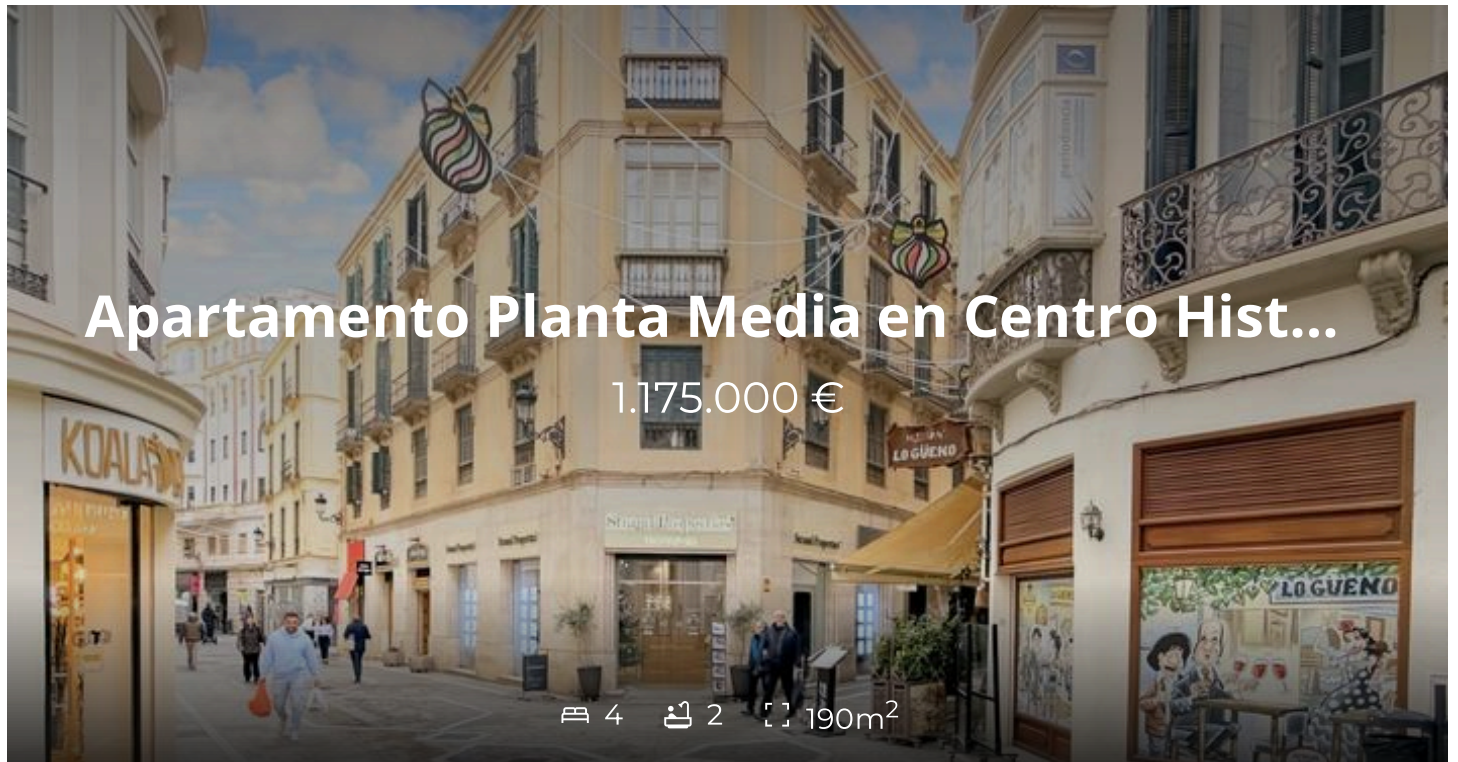 Apartamento Planta Media en Centro Hist...
1.175.000 €
KOALA
LO GÜENO
LO GÜENO
4 2 190m²